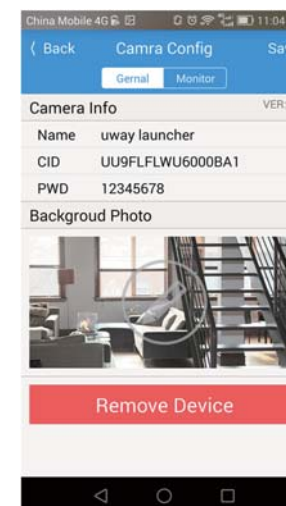 China Mobile 4G 11:04
Back Camra Config Sa
Gernal Monitor
Camera Info VER:
Name uway launcher
CID UU9FLFLWU6000BA1
PWD 12345678
Backgroud Photo
Remove Device